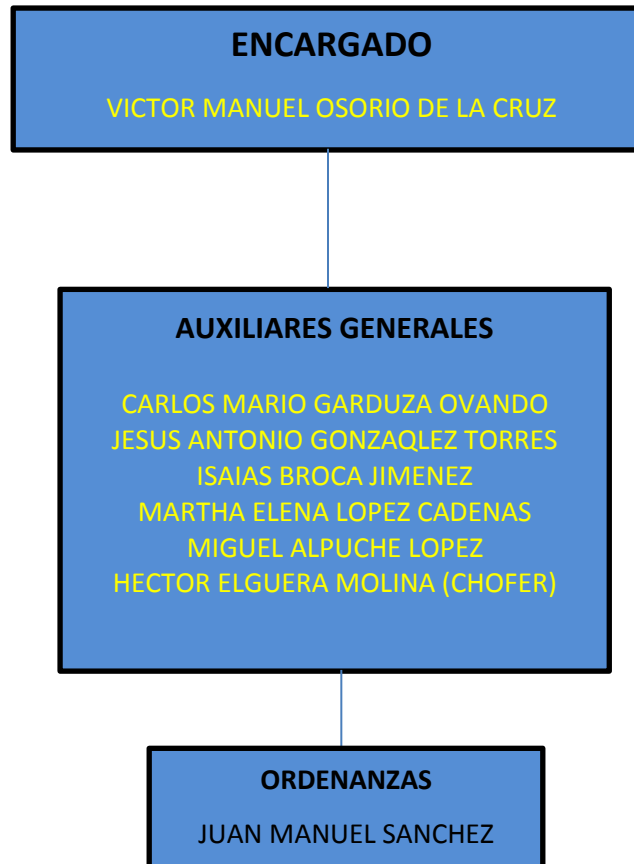 ENCARGADO
VICTOR MANUEL OSORIO DE LA CRUZ
AUXILIARES GENERALES
CARLOS MARIO GARDUZA OVANDO
JESUS ANTONIO GONZAQLEZ TORRES
ISAIAS BROCA JIMENEZ
MARTHA ELENA LOPEZ CADENAS
MIGUEL ALPUCHE LOPEZ
HECTOR ELGUERA MOLINA (CHOFER)
ORDENANZAS
JUAN MANUEL SANCHEZ